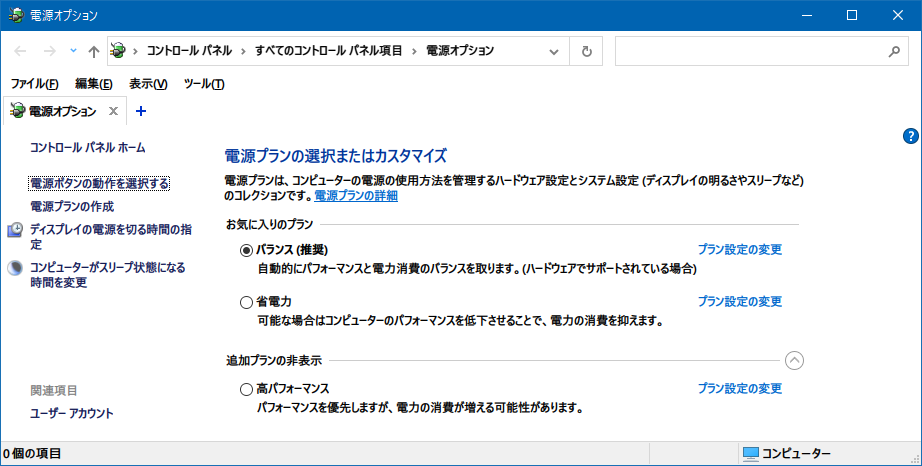 電源オプション
コントロール パネル すべてのコントロール パネル項目 電源オプション
ファイル(F) 編集(E) 表示(V) ツール(T)
電源オプション
コントロール パネル ホーム
電源ボタンの動作を選択する
電源プランの作成
ディスプレイの電源を切る時間の指
定
コンピューターがスリープ状態になる
時間を変更
関連項目
ユーザー アカウント
電源プランの選択またはカスタマイズ
電源プランは、コンピューターの電源の使用方法を管理するハードウェア設定とシステム設定 (ディスプレイの明るさやスリープなど)
のコレクションです。電源プランの詳細
お気に入りのプラン
バランス (推奨) プラン設定の変更
自動的にパフォーマンスと電力消費のバランスを取ります。(ハードウェアでサポートされている場合)
省電力 プラン設定の変更
可能な場合はコンピューターのパフォーマンスを低下させることで、電力の消費を抑えます。
追加プランの非表示
高パフォーマンス プラン設定の変更
パフォーマンスを優先しますが、電力の消費が増える可能性があります。
0 個の項目 コンピューター